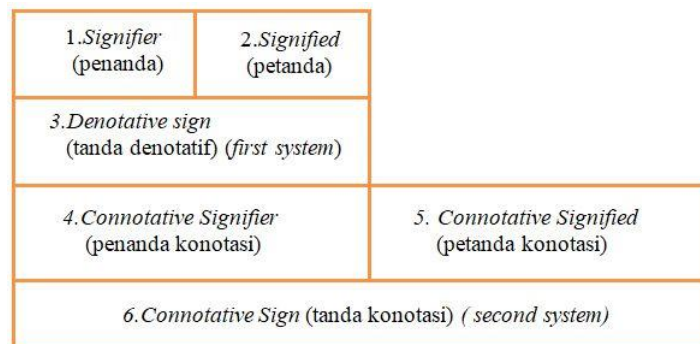 1.Signifier
(penanda)
2.Signified
(petanda)
3.Denotative sign
(tanda denotatif) (first system)
4.Connotative Signifier
(penanda konotasi)
5. Connotative Signified
(petanda konotasi)
6.Connotative Sign (tanda konotasi) ( second system)